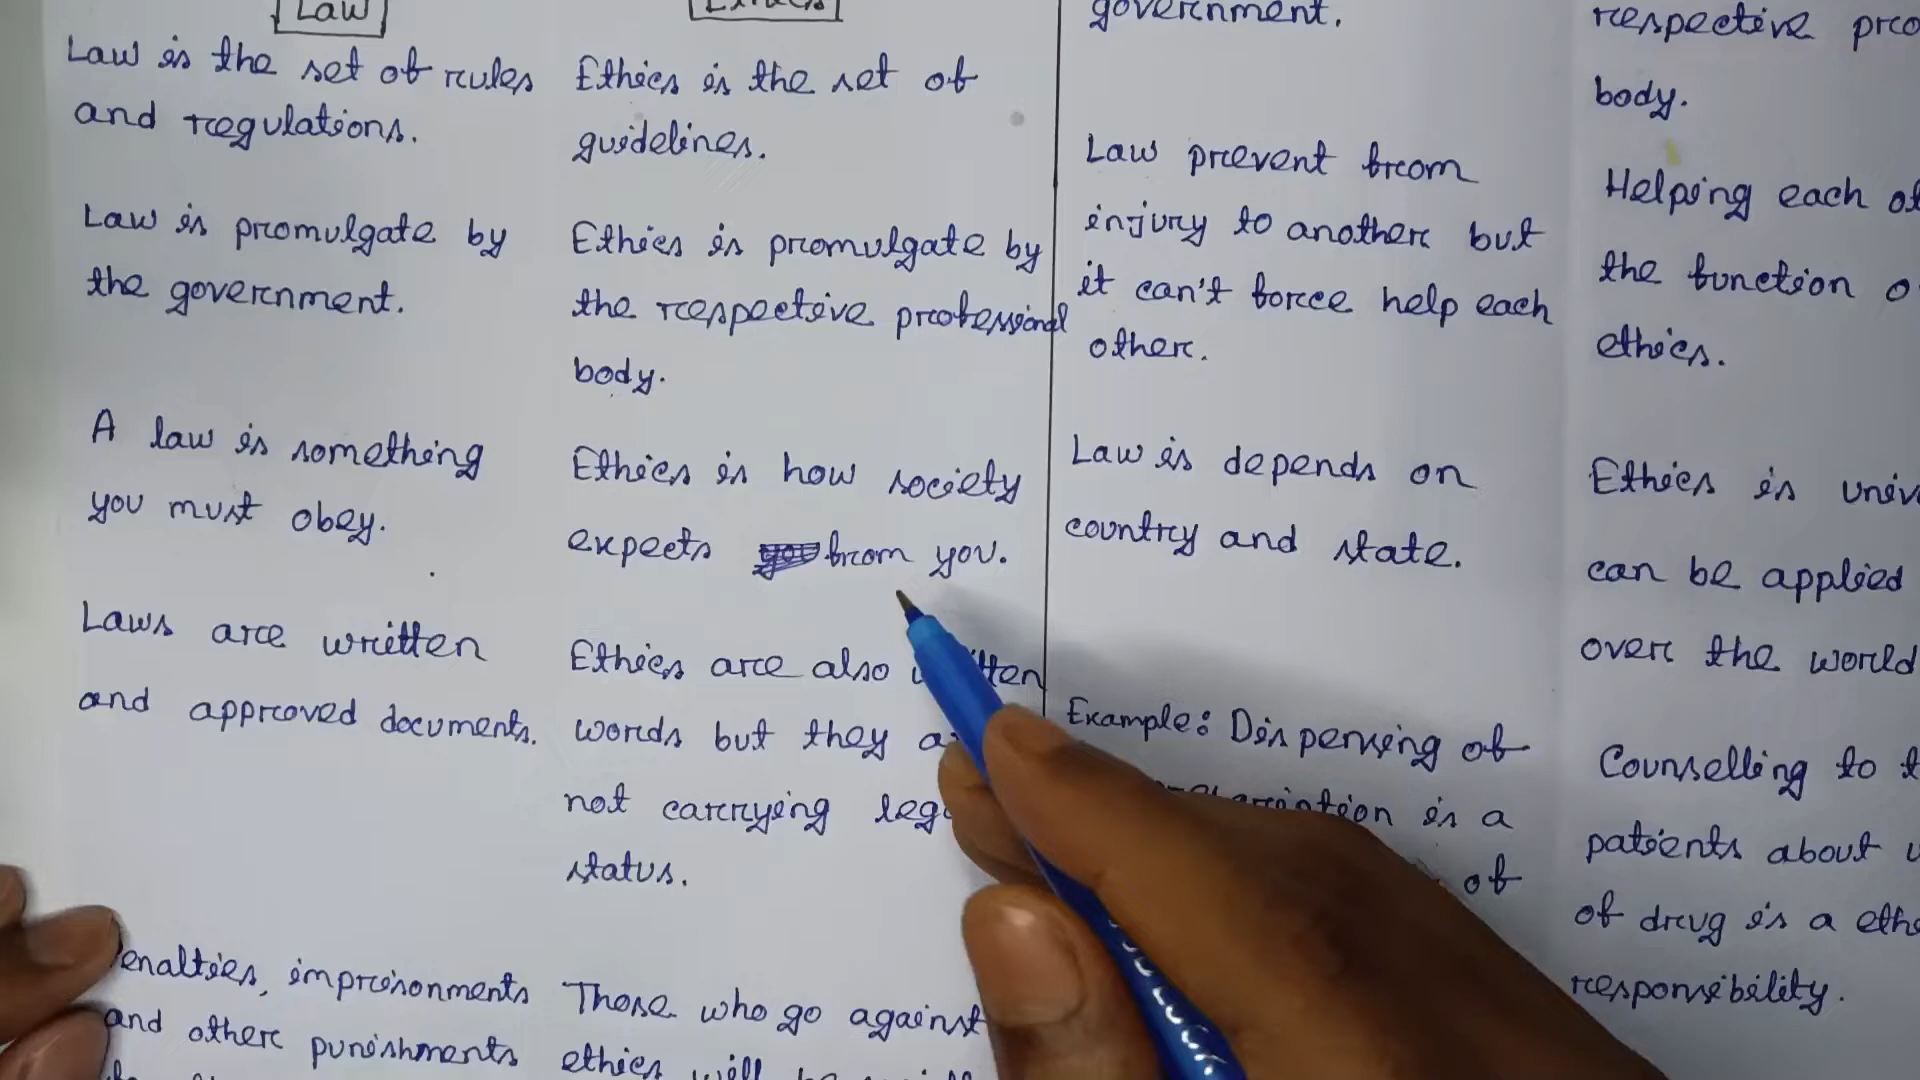 Law
Ethics
Law is the set of rules
and regulations.
Ethics is the set of
guidelines.
Law is promulgate by
the government.
Ethics is promulgate by
the respective professional
body.
A law is something
you must obey.
Ethics is how society
expects from you.
Laws are written
and approved documents.
Ethics are also written
words but they
not carrying
status.
Penalties, imprisonments
and other punishments
Those who go against
ethics will be
government.
Law prevent from
injury to another but
it can't force help each
other.
Law is depends on
country and state.
Example: Dispensing of
is a
of
respective
body.
Helping each
the function
ethics.
Ethics is
can be applied
over the world
Counselling to
patients about
of drug is a
responsibility.